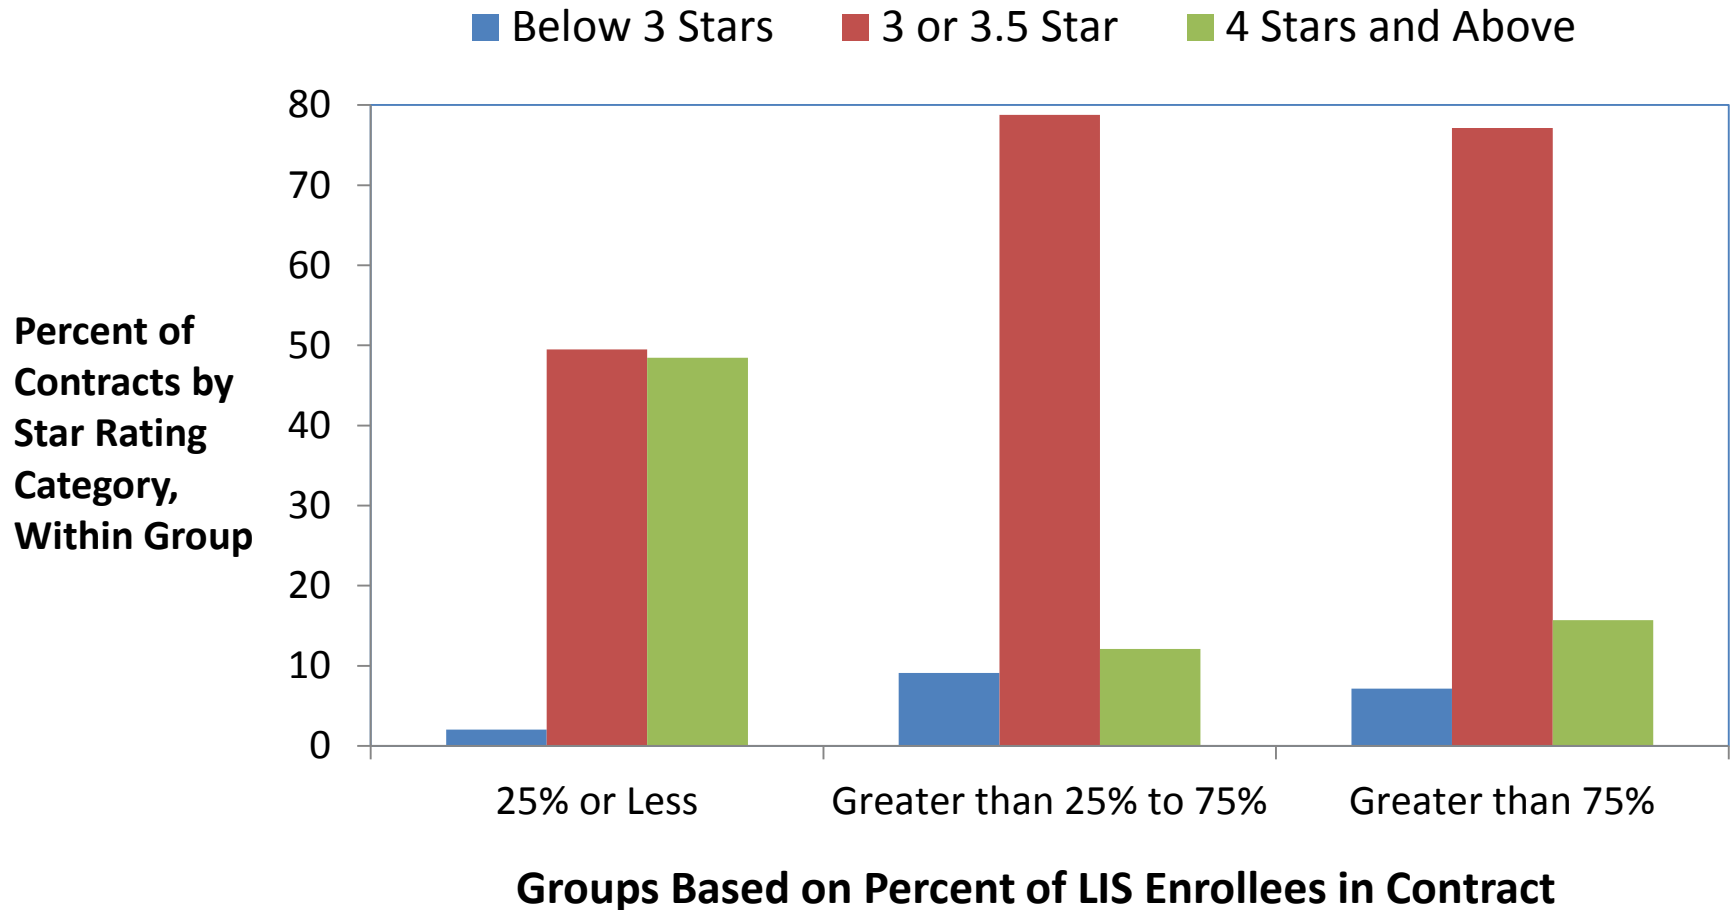 Below 3 Stars 3 or 3.5 Star 4 Stars and Above
80
70
60
50
40
30
20
10
0
Percent of
Contracts by
Star Rating
Category,
Within Group
25% or Less Greater than 25% to 75% Greater than 75%
Groups Based on Percent of LIS Enrollees in Contract